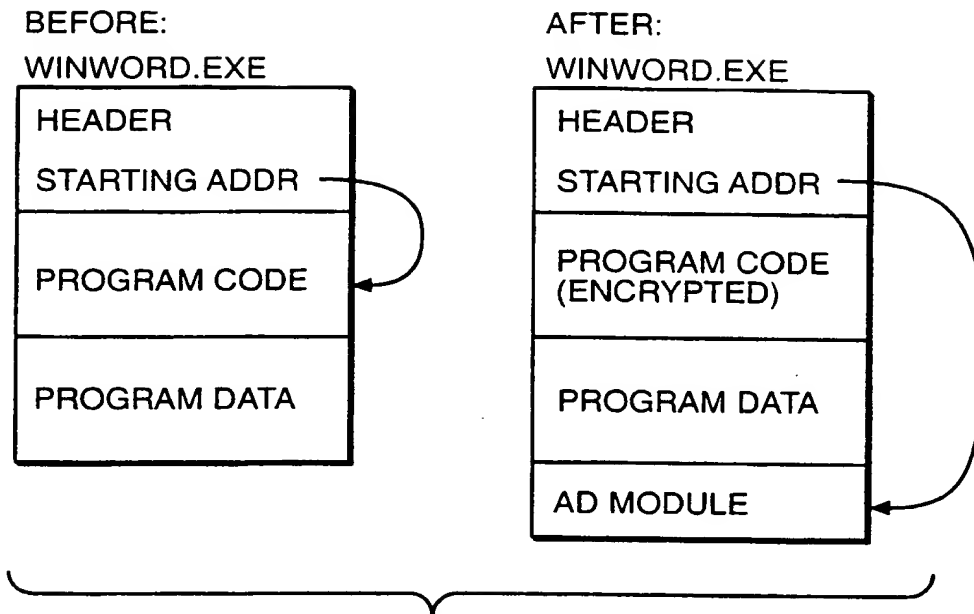 BEFORE:
WINWORD.EXE
HEADER
STARTING ADDR
PROGRAM CODE
PROGRAM DATA
AFTER:
WINWORD.EXE
HEADER
STARTING ADDR
PROGRAM CODE
(ENCRYPTED)
PROGRAM DATA
AD MODULE